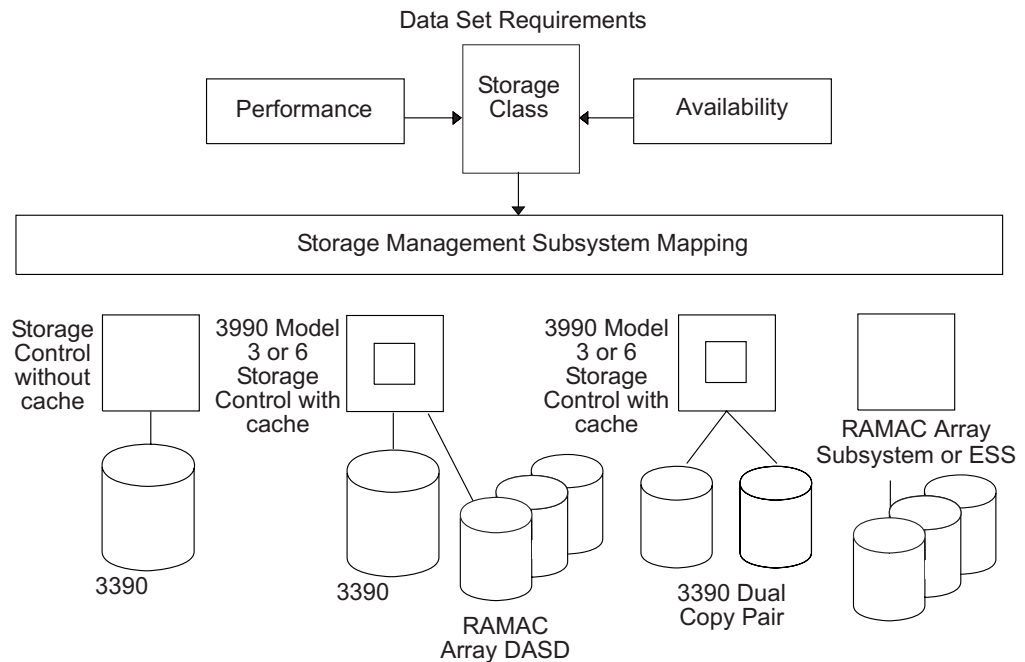 Data Set Requirements
Performance
Storage
Class
Availability
Storage Management Subsystem Mapping
Storage
Control
without
cache
3990 Model
3 or 6
Storage
Control with
cache
3990 Model
3 or 6
Storage
Control with
cache
RAMAC Array
Subsystem or ESS
3390
3390
RAMAC
Array DASD
3390 Dual
Copy Pair